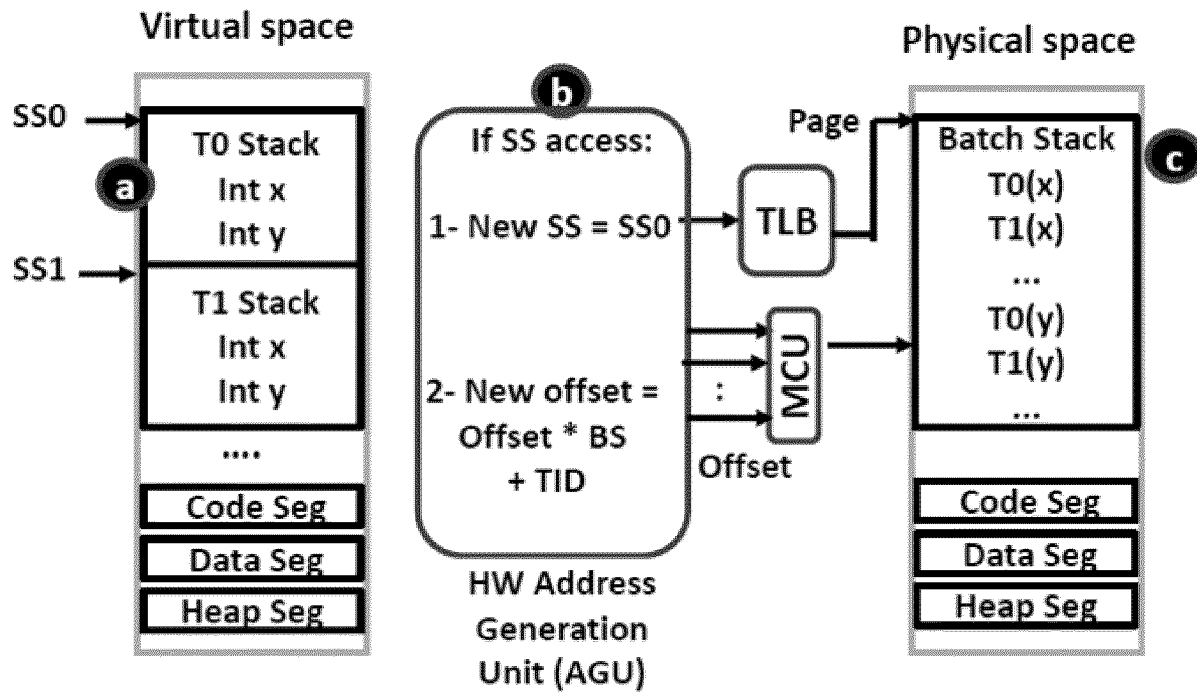 Virtual space
SS0
a
T0 Stack
Int x
Int y
SS1
T1 Stack
Int x
Int y
....
Code Seg
Data Seg
Heap Seg
b
If SS access:
1- New SS = SS0
2- New offset =
Offset * BS
+ TID
HW Address
Generation
Unit (AGU)
TLB
Page
MCU
:
Offset
Physical space
c
Batch Stack
T0(x)
T1(x)
...
T0(y)
T1(y)
...
Code Seg
Data Seg
Heap Seg